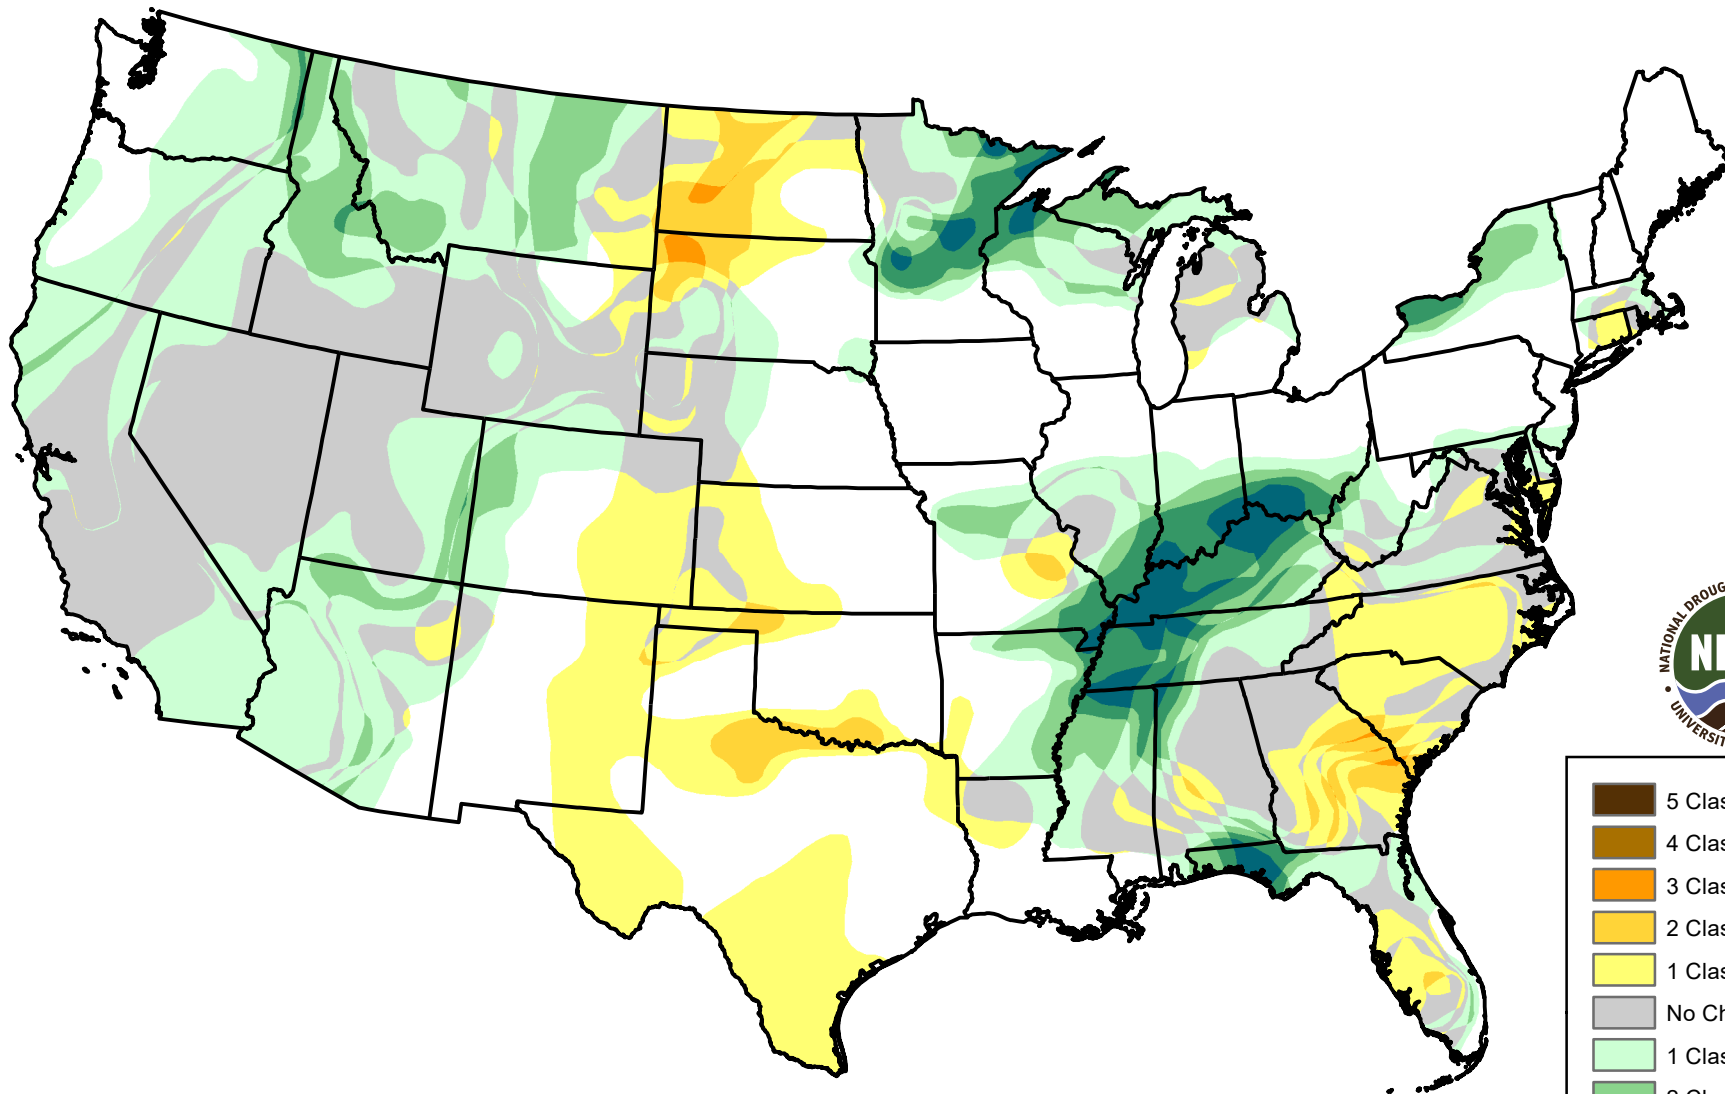 NATIONAL DROUG
UNIVERSIT
5 Clas
4 Clas
3 Clas
2 Clas
1 Clas
No Ch
1 Clas